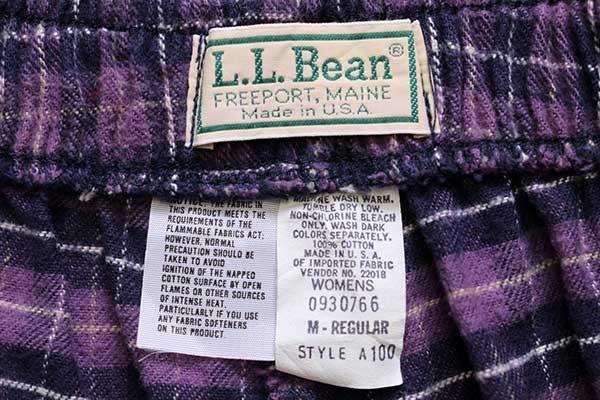 L.L. Bean®
FREEPORT, MAINE
Made in U.S.A.
NOTICE: THE FABRIC IN
THIS PRODUCT MEETS THE
REQUIREMENTS OF THE
FLAMMABLE FABRICS ACT;
HOWEVER, NORMAL
PRECAUTION SHOULD BE
TAKEN TO AVOID
IGNITION OF THE NAPPED
COTTON SURFACE BY OPEN
FLAMES OR OTHER SOURCES
OF INTENSE HEAT.
PARTICULARLY IF YOU USE
ANY FABRIC SOFTENERS
ON THIS PRODUCT.
MACHINE WASH WARM.
TUMBLE DRY LOW.
NON-CHLORINE BLEACH
ONLY. WASH DARK
COLORS SEPARATELY.
100% COTTON
MADE IN U.S.A.
OF IMPORTED FABRIC
VENDOR NO. 22018
WOMENS
0930766
M - REGULAR
STYLE A100